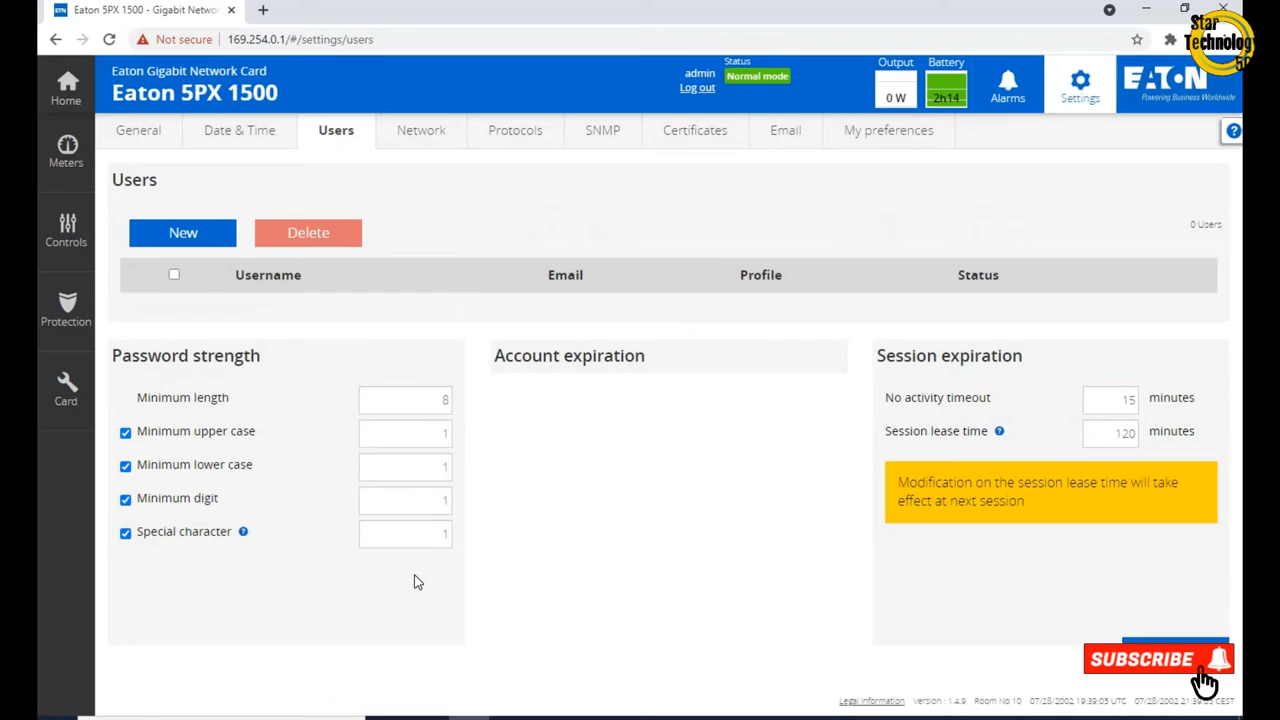 Eaton 5PX 1500 - Gigabit Networ
Not secure 169.254.0.1/#/settings/users
Star
Technology
Eaton Gigabit Network Card
Eaton 5PX 1500
admin
Log out
Status
Normal mode
Output
0 W
Battery
2h14
Alarms
Settings
EATON
Powering Business Worldwide
Home
Meters
Controls
Protection
Card
General
Date & Time
Users
Network
Protocols
SNMP
Certificates
Email
My preferences
?
Users
New
Delete
0 Users
Username Email Profile Status
Password strength
Minimum length 8
Minimum upper case 1
Minimum lower case 1
Minimum digit 1
Special character ? 1
Account expiration
Session expiration
No activity timeout 15 minutes
Session lease time ? 120 minutes
Modification on the session lease time will take
effect at next session
SUBSCRIBE
Legal information Version : 1.4.9 Room No 10 07/28/2002 19:39:05 UTC 07/28/2002 21:39:05 CEST